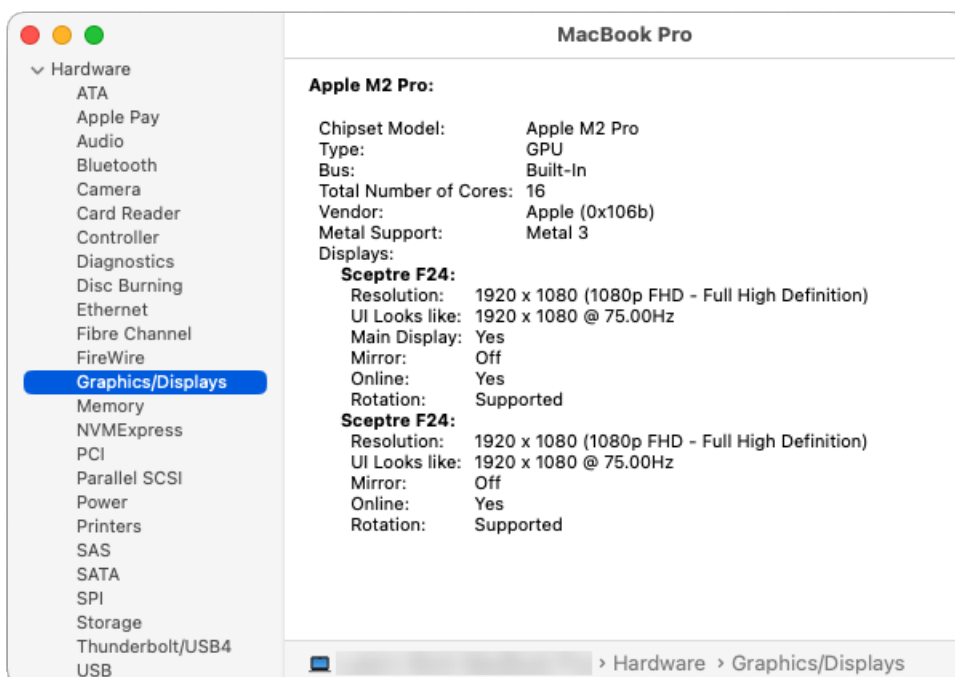 MacBook Pro
Hardware
ATA
Apple Pay
Audio
Bluetooth
Camera
Card Reader
Controller
Diagnostics
Disc Burning
Ethernet
Fibre Channel
FireWire
Graphics/Displays
Memory
NVMExpress
PCI
Parallel SCSI
Power
Printers
SAS
SATA
SPI
Storage
Thunderbolt/USB4
USB
Apple M2 Pro:
Chipset Model: Apple M2 Pro
Type: GPU
Bus: Built-In
Total Number of Cores: 16
Vendor: Apple (0x106b)
Metal Support: Metal 3
Displays:
Sceptre F24:
Resolution: 1920 x 1080 (1080p FHD - Full High Definition)
UI Looks like: 1920 x 1080 @ 75.00Hz
Main Display: Yes
Mirror: Off
Online: Yes
Rotation: Supported
Sceptre F24:
Resolution: 1920 x 1080 (1080p FHD - Full High Definition)
UI Looks like: 1920 x 1080 @ 75.00Hz
Mirror: Off
Online: Yes
Rotation: Supported
› Hardware › Graphics/Displays